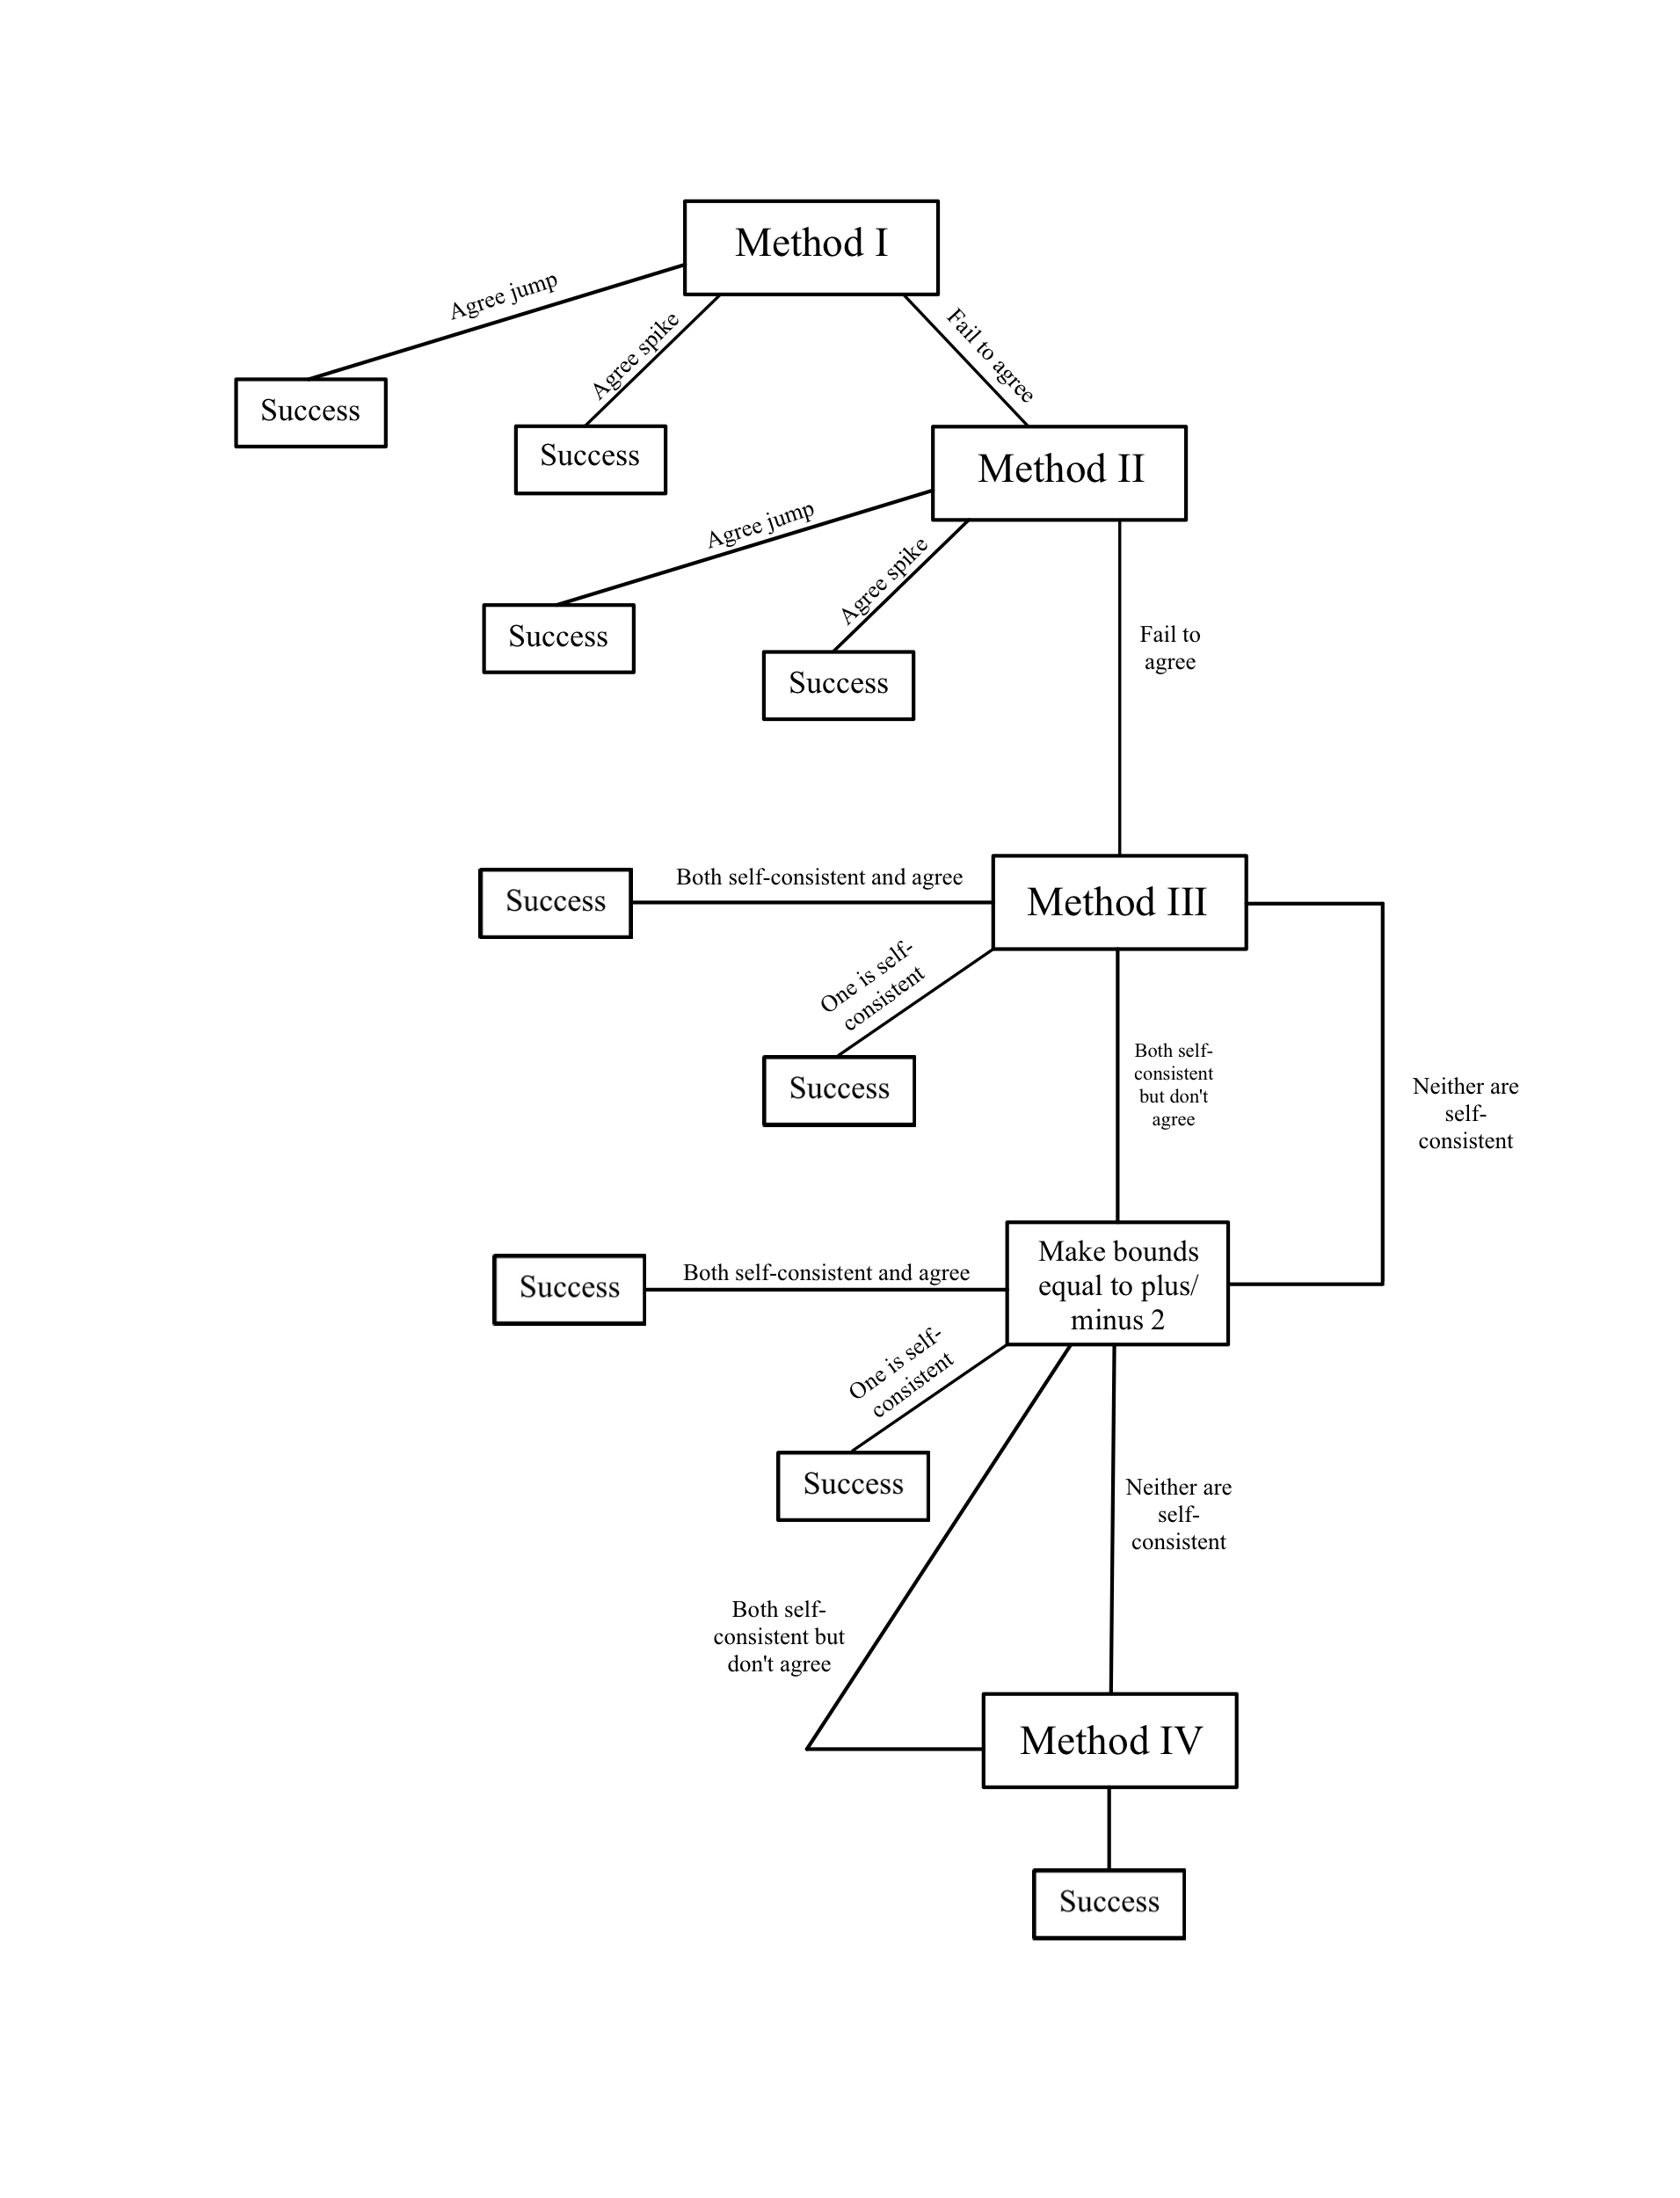 Method I
Agree jump
Agree spike
Fail to agree
Success
Success
Method II
Agree jump
Agree spike
Fail to
agree
Success
Success
Method III
Both self-consistent and agree
Success
One is self-
consistent
Success
Both self-
consistent
but don't
agree
Neither are
self-
consistent
Make bounds
equal to plus/
minus 2
Both self-consistent and agree
Success
One is self-
consistent
Success
Neither are
self-
consistent
Both self-
consistent but
don't agree
Method IV
Success